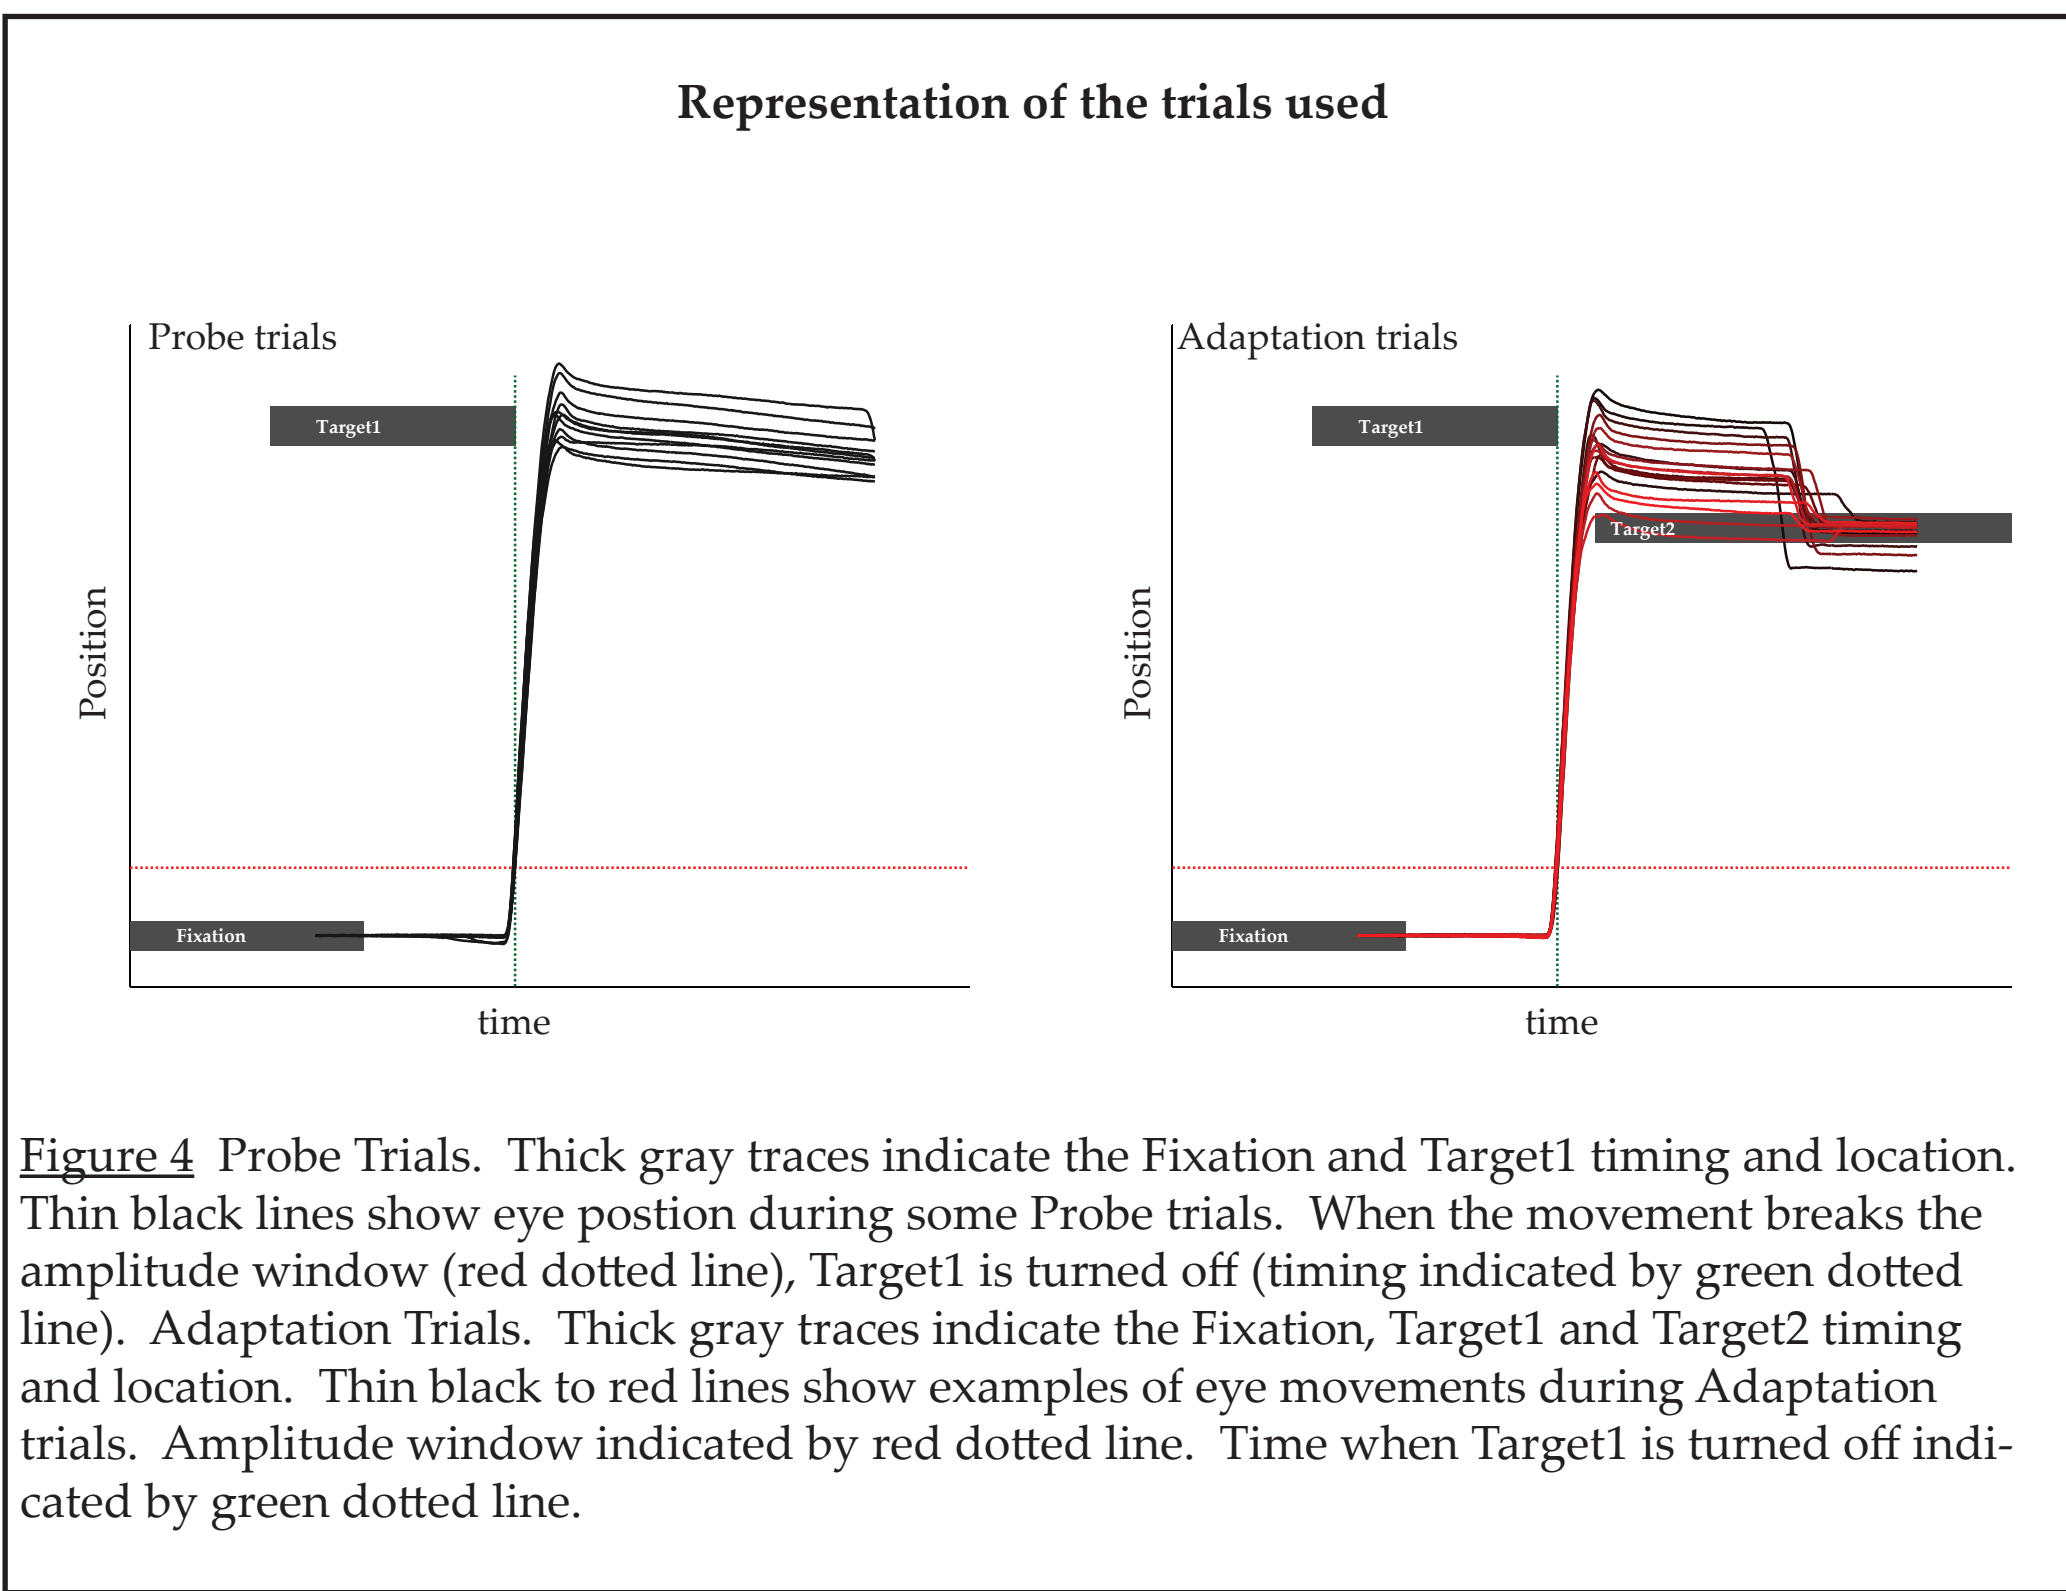 Representation of the trials used
Probe trials
Target1
Position
Fixation
time
Adaptation trials
Target1
Target2
Position
Fixation
time
Figure 4  Probe Trials.  Thick gray traces indicate the Fixation and Target1 timing and location.
Thin black lines show eye postion during some Probe trials.  When the movement breaks the
amplitude window (red dotted line), Target1 is turned off (timing indicated by green dotted
line).  Adaptation Trials.  Thick gray traces indicate the Fixation, Target1 and Target2 timing
and location.  Thin black to red lines show examples of eye movements during Adaptation
trials.  Amplitude window indicated by red dotted line.  Time when Target1 is turned off indi-
cated by green dotted line.